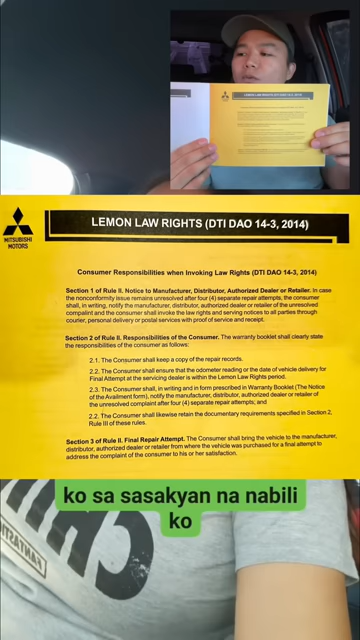 LEMON LAW RIGHTS (DTI DAO 14-3, 2014)
MITSUBISHI
MOTORS
LEMON LAW RIGHTS (DTI DAO 14-3, 2014)
Consumer Responsibilities when Invoking Law Rights (DTI DAO 14-3, 2014)
Section 1 of Rule II. Notice to Manufacturer, Distributor, Authorized Dealer or Retailer. In case
the nonconformity issue remains unresolved after four (4) separate repair attempts, the consumer
shall, in writing, notify the manufacturer, distributor, authorized dealer or retailer of the unresolved
compalint and the consumer shall invoke the law rights and serving notices to all parties through
courier, personal delivery or postal services with proof of service and receipt.
Section 2 of Rule II. Responsibilities of the Consumer. The warranty booklet shall clearly state
the responsibilities of the consumer as follows:
2.1. The Consumer shall keep a copy of the repair records.
2.2. The Consumer shall ensure that the odometer reading or the date of vehicle delivery for
Final Attempt at the servicing dealer is within the Lemon Law Rights period.
2.3. The Consumer shall, in writing and in form prescribed in Warranty Booklet (The Notice
of the Availment form), notify the manufacturer, distributor, authorized dealer or retailer of
the unresolved complaint after four (4) separate repair attempts; and
2.2. The Consumer shall likewise retain the documentary requirements specified in Section 2,
Rule III of these rules.
Section 3 of Rule II. Final Repair Attempt. The Consumer shall bring the vehicle to the manufacturer,
distributor, authorized dealer or retailer from where the vehicle was purchased for a final attempt to
address the complaint of the consumer to his or her satisfaction.
ko sa sasakyan na nabili
ko